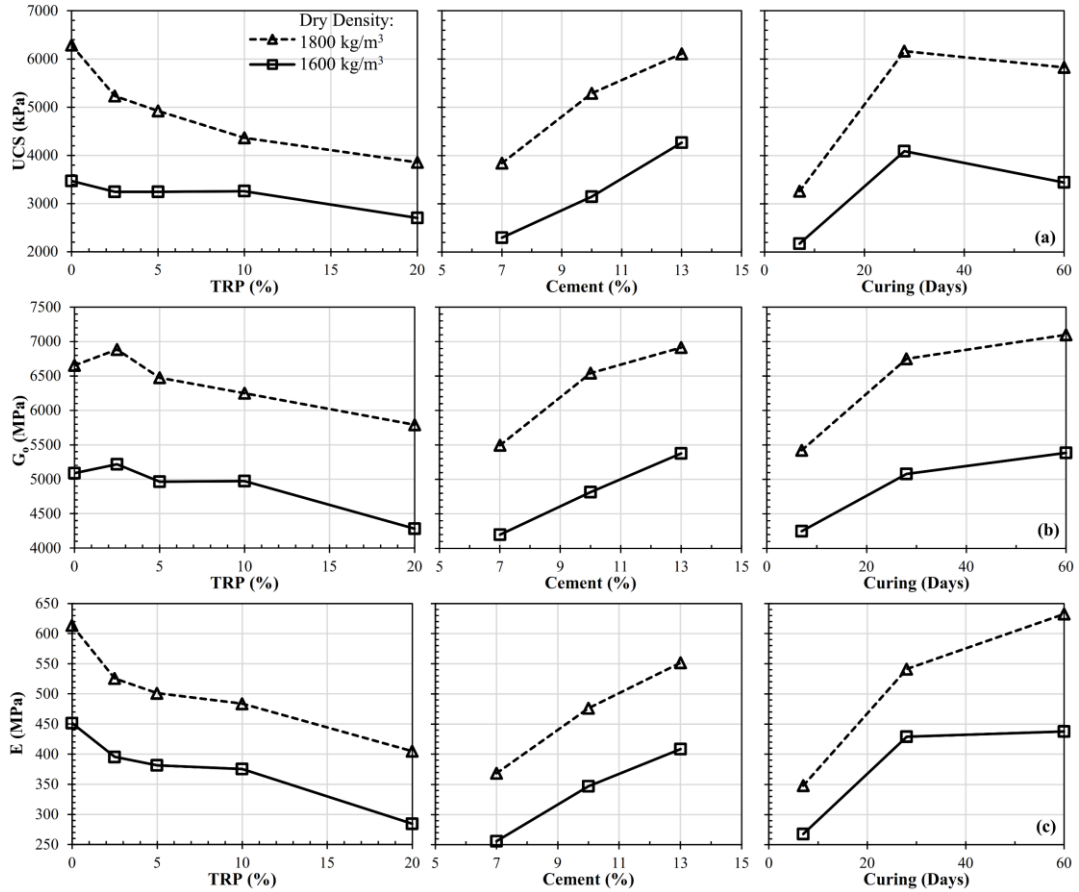 Dry Density:
1800 kg/m³
1600 kg/m³
7000
6000
5000
4000
3000
2000
UCS (kPa)
0 5 10 15 20
TRP (%)
5 7 9 11 13 15
Cement (%)
0 20 40 60
Curing (Days)
(a)
7500
7000
6500
6000
5500
5000
4500
4000
Gₒ (MPa)
0 5 10 15 20
TRP (%)
5 7 9 11 13 15
Cement (%)
0 20 40 60
Curing (Days)
(b)
650
600
550
500
450
400
350
300
250
E (MPa)
0 5 10 15 20
TRP (%)
5 7 9 11 13 15
Cement (%)
0 20 40 60
Curing (Days)
(c)